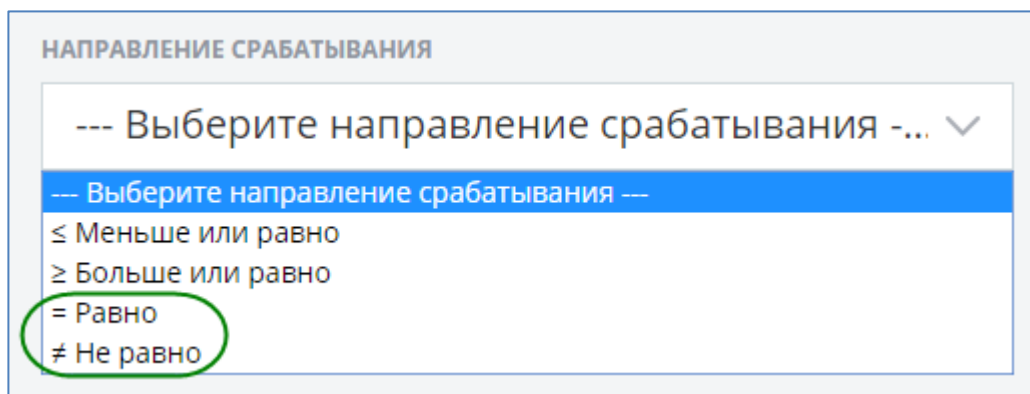 НАПРАВЛЕНИЕ СРАБАТЫВАНИЯ
--- Выберите направление срабатывания -...
--- Выберите направление срабатывания ---
≤ Меньше или равно
≥ Больше или равно
= Равно
≠ Не равно